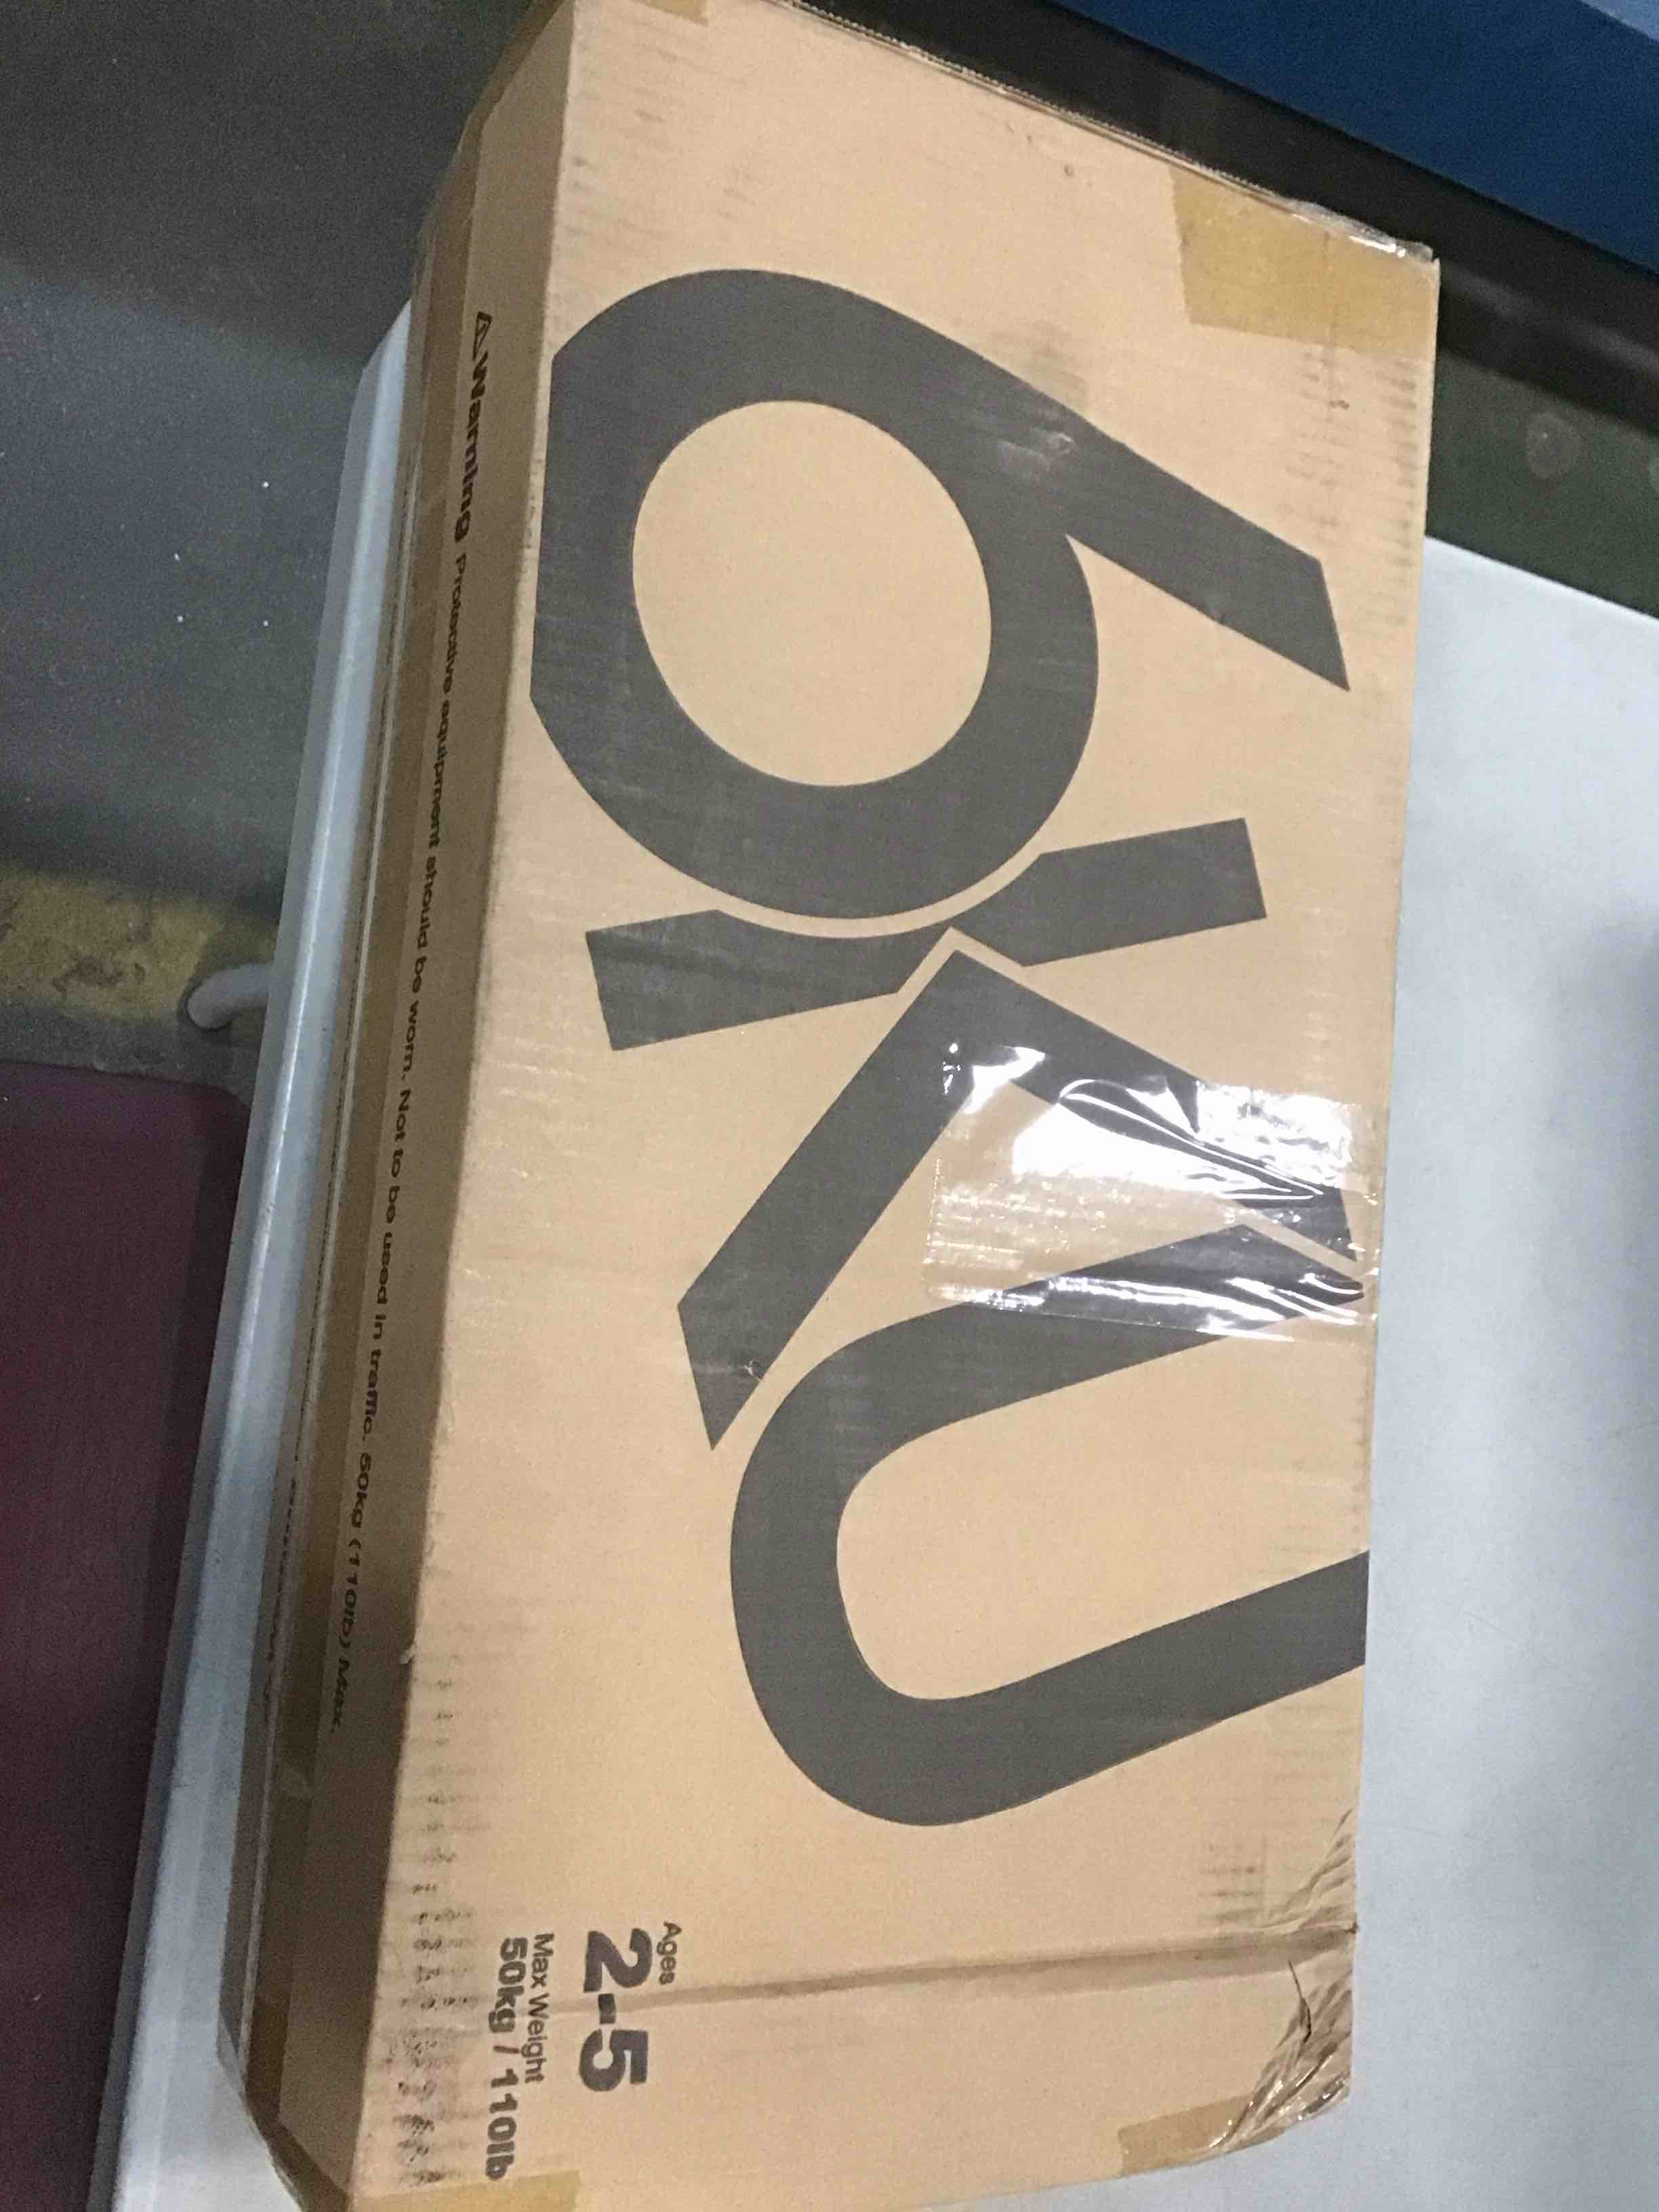 ⚠Warning Protective equipment should be worn. Not to be used in traffic. 50kg (110lb) Max.
Ages
2-5
Max Weight
50kg / 110lb